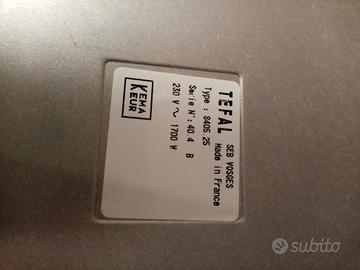 TEFAL
SEB VOSGES
Made in France
Type : 8405.25
Serie N° : 40.4 B
230 V ~ 1700 W
KEMA
KEUR
subito